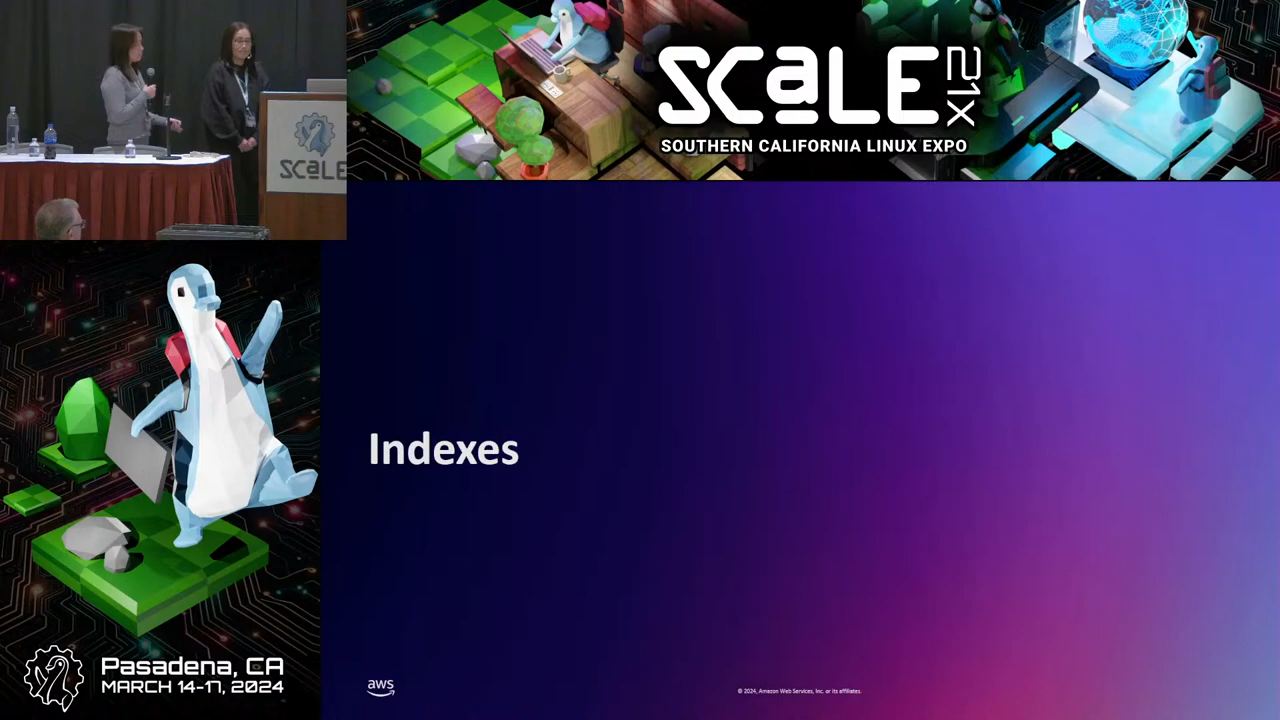 SCALE
21X
SOUTHERN CALIFORNIA LINUX EXPO
SCALE
Indexes
Pasadena, CA
MARCH 14-17, 2024
aws
© 2024, Amazon Web Services, Inc. or its affiliates.